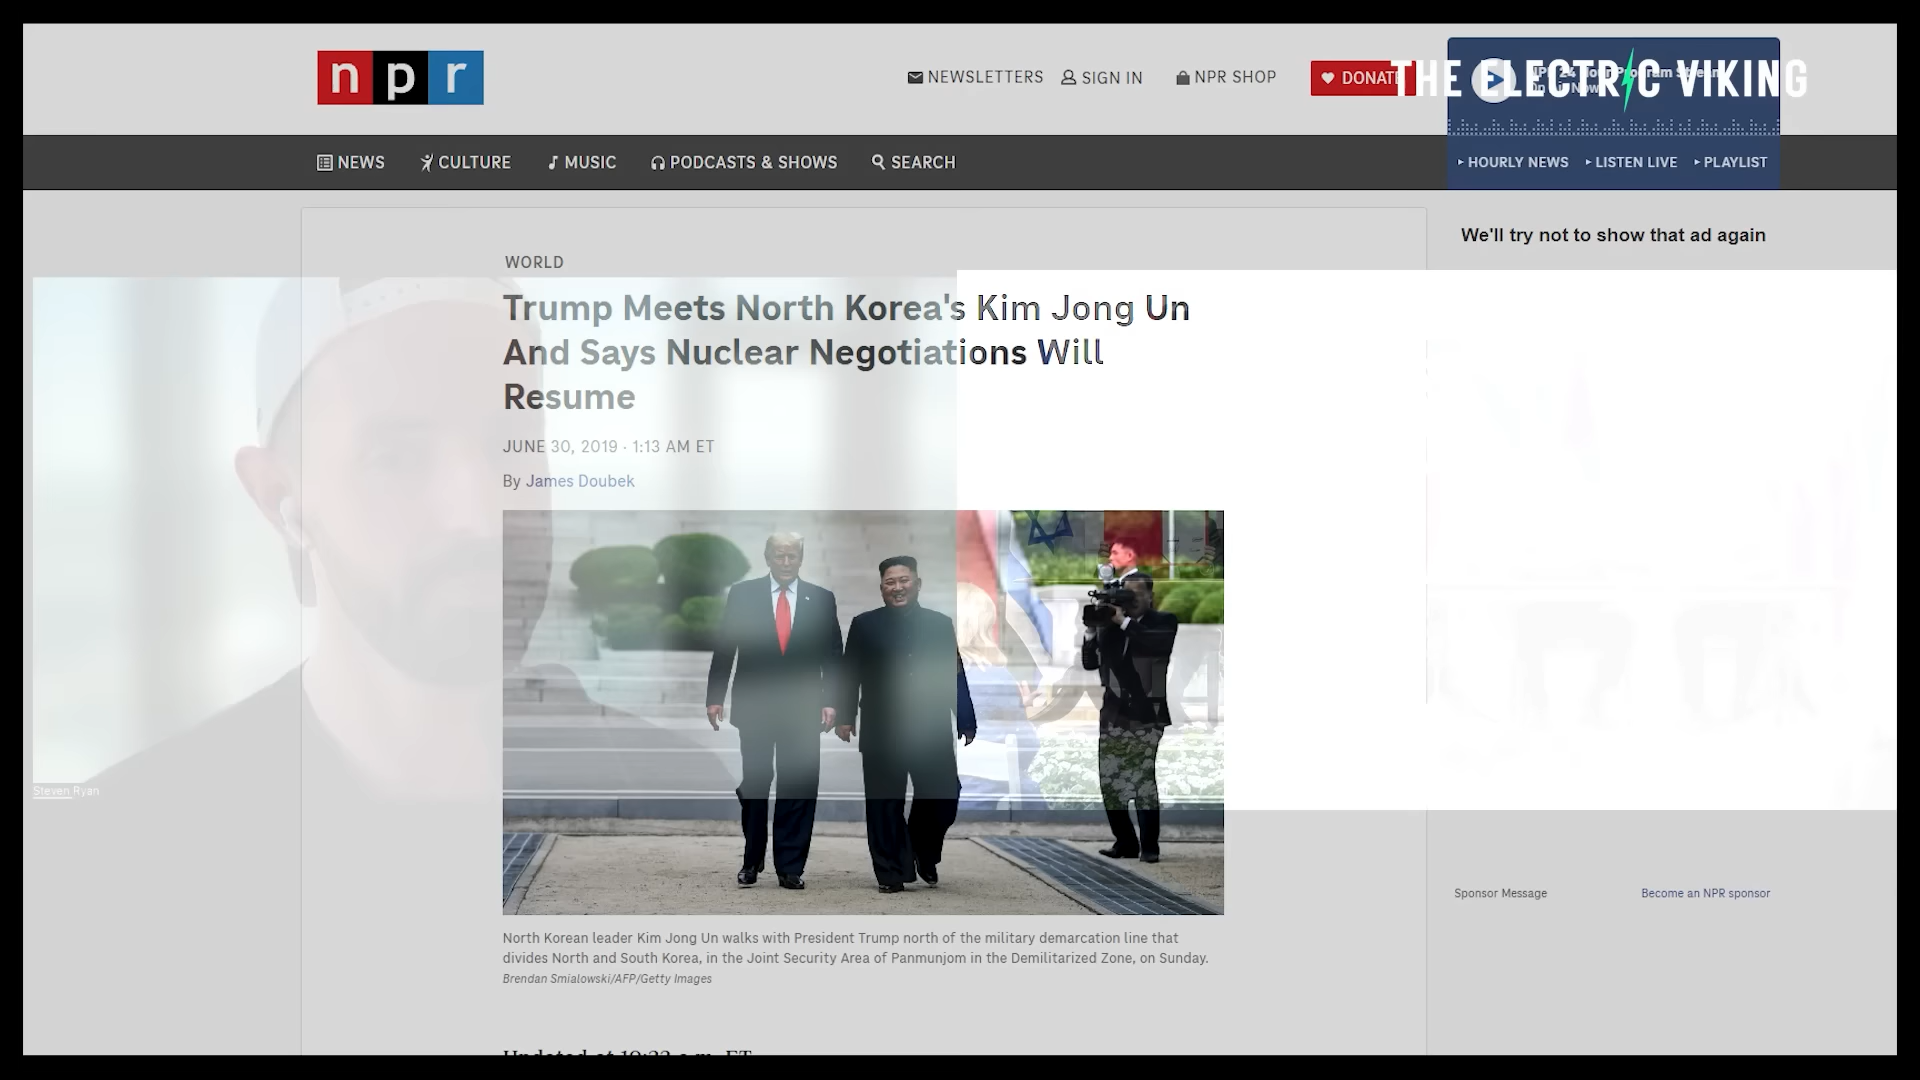 npr
NEWSLETTERS
SIGN IN
NPR SHOP
DONATE
THE ELECTRIC VIKING
NEWS
CULTURE
MUSIC
PODCASTS & SHOWS
SEARCH
HOURLY NEWS
LISTEN LIVE
PLAYLIST
We'll try not to show that ad again
WORLD
Trump Meets North Korea's Kim Jong Un
And Says Nuclear Negotiations Will
Resume
JUNE 30, 2019 · 1:13 AM ET
By James Doubek
Steven Ryan
North Korean leader Kim Jong Un walks with President Trump north of the military demarcation line that
divides North and South Korea, in the Joint Security Area of Panmunjom in the Demilitarized Zone, on Sunday.
Brendan Smialowski/AFP/Getty Images
Sponsor Message
Become an NPR sponsor